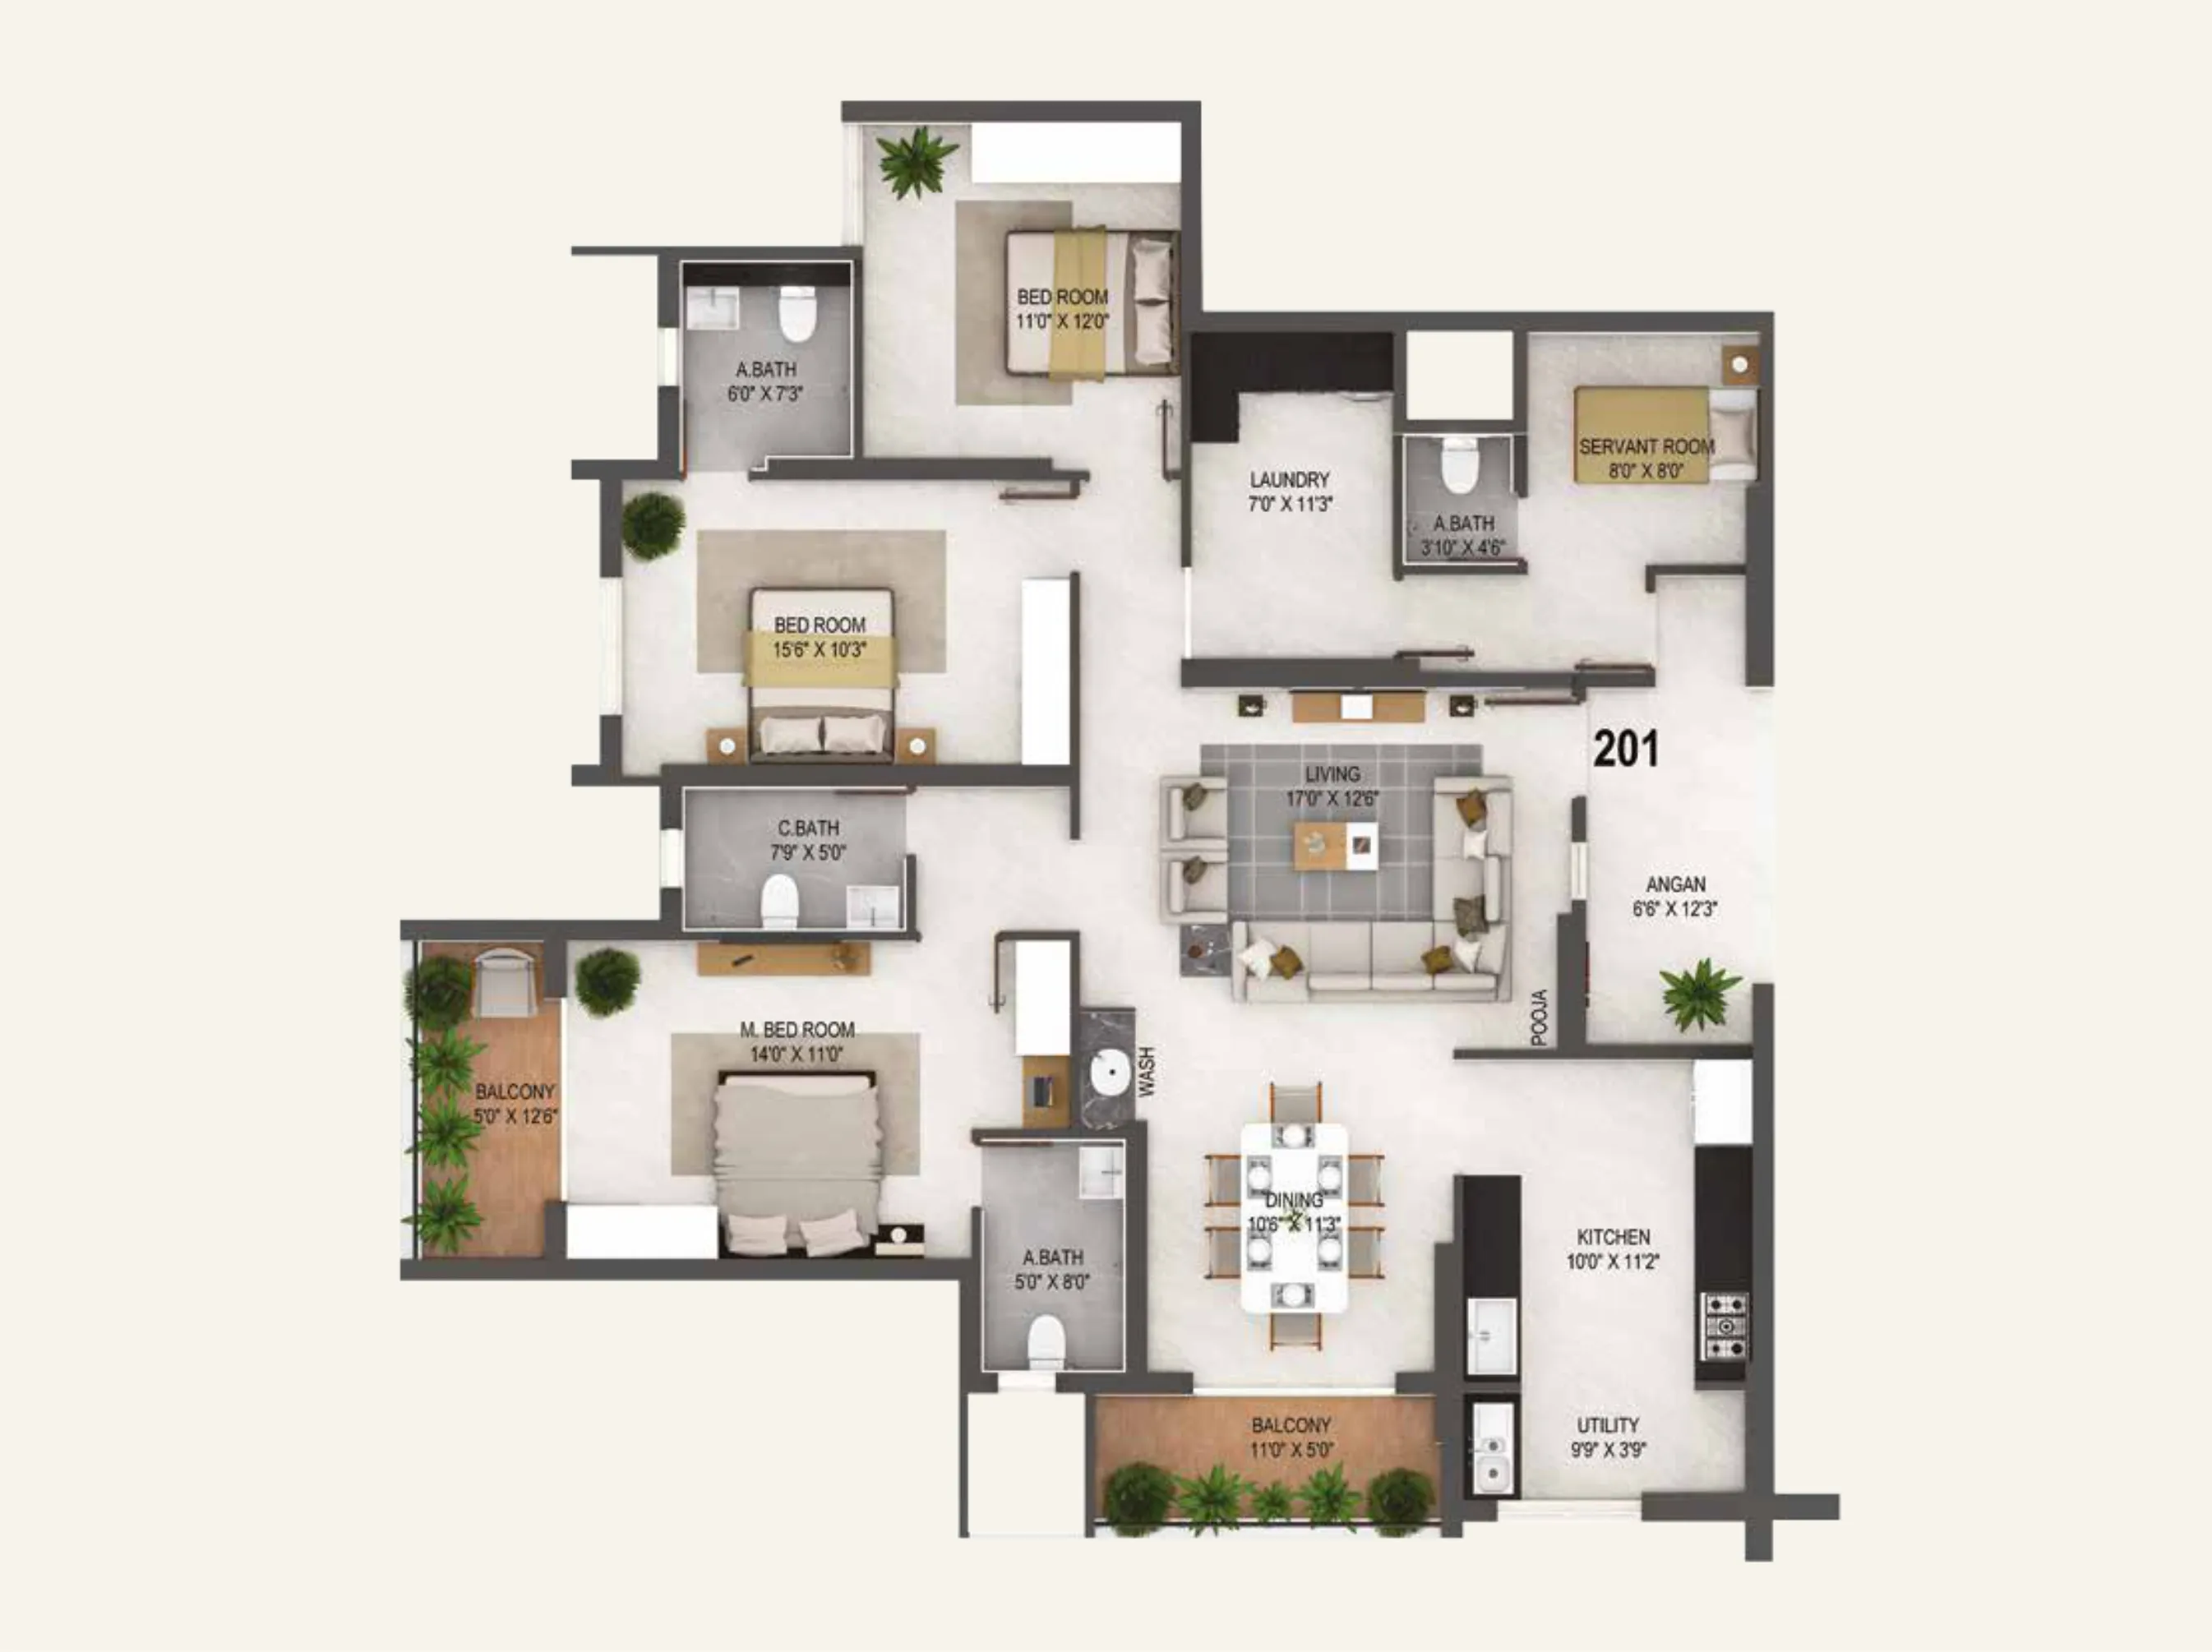 BED ROOM
11'0" X 12'0"
A.BATH
6'0" X 7'3"
SERVANT ROOM
8'0" X 8'0"
LAUNDRY
7'0" X 11'3"
A.BATH
3'10" X 4'6"
BED ROOM
15'6" X 10'3"
201
LIVING
17'0" X 12'6"
C.BATH
7'9" X 5'0"
ANGAN
6'6" X 12'3"
POOJA
M. BED ROOM
14'0" X 11'0"
WASH
BALCONY
5'0" X 12'6"
DINING
10'6" X 11'3"
KITCHEN
10'0" X 11'2"
A.BATH
5'0" X 8'0"
BALCONY
11'0" X 5'0"
UTILITY
9'9" X 3'9"